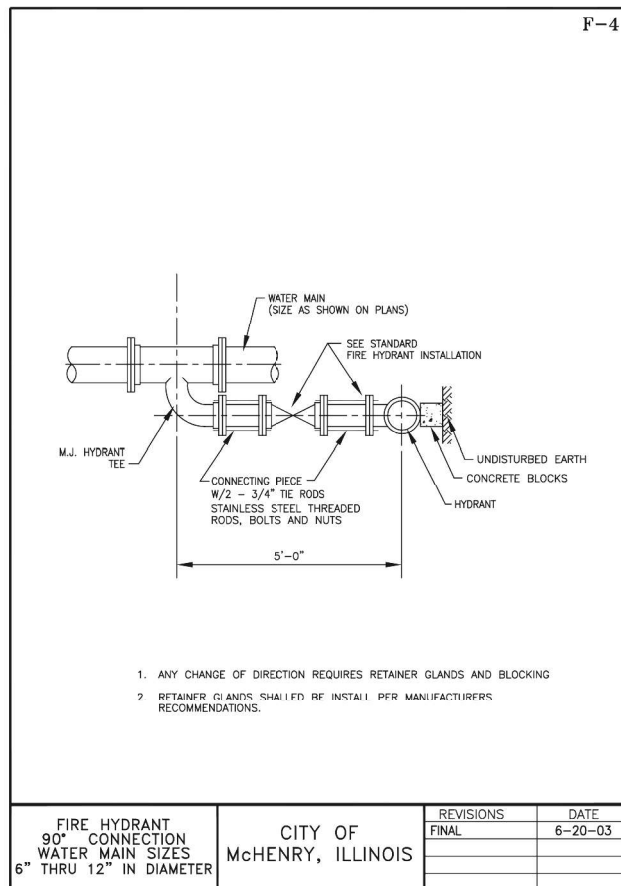 F-4
WATER MAIN
(SIZE AS SHOWN ON PLANS)
SEE STANDARD
FIRE HYDRANT INSTALLATION
M.J. HYDRANT
TEE
UNDISTURBED EARTH
CONCRETE BLOCKS
HYDRANT
CONNECTING PIECE
W/2 - 3/4" TIE RODS
STAINLESS STEEL THREADED
RODS, BOLTS AND NUTS
5'-0"
1. ANY CHANGE OF DIRECTION REQUIRES RETAINER GLANDS AND BLOCKING
2. RETAINER GLANDS SHALLED BE INSTALL PER MANUFACTURERS
RECOMMENDATIONS.
FIRE HYDRANT
90° CONNECTION
WATER MAIN SIZES
6" THRU 12" IN DIAMETER
CITY OF
McHENRY, ILLINOIS
REVISIONS DATE
FINAL 6-20-03